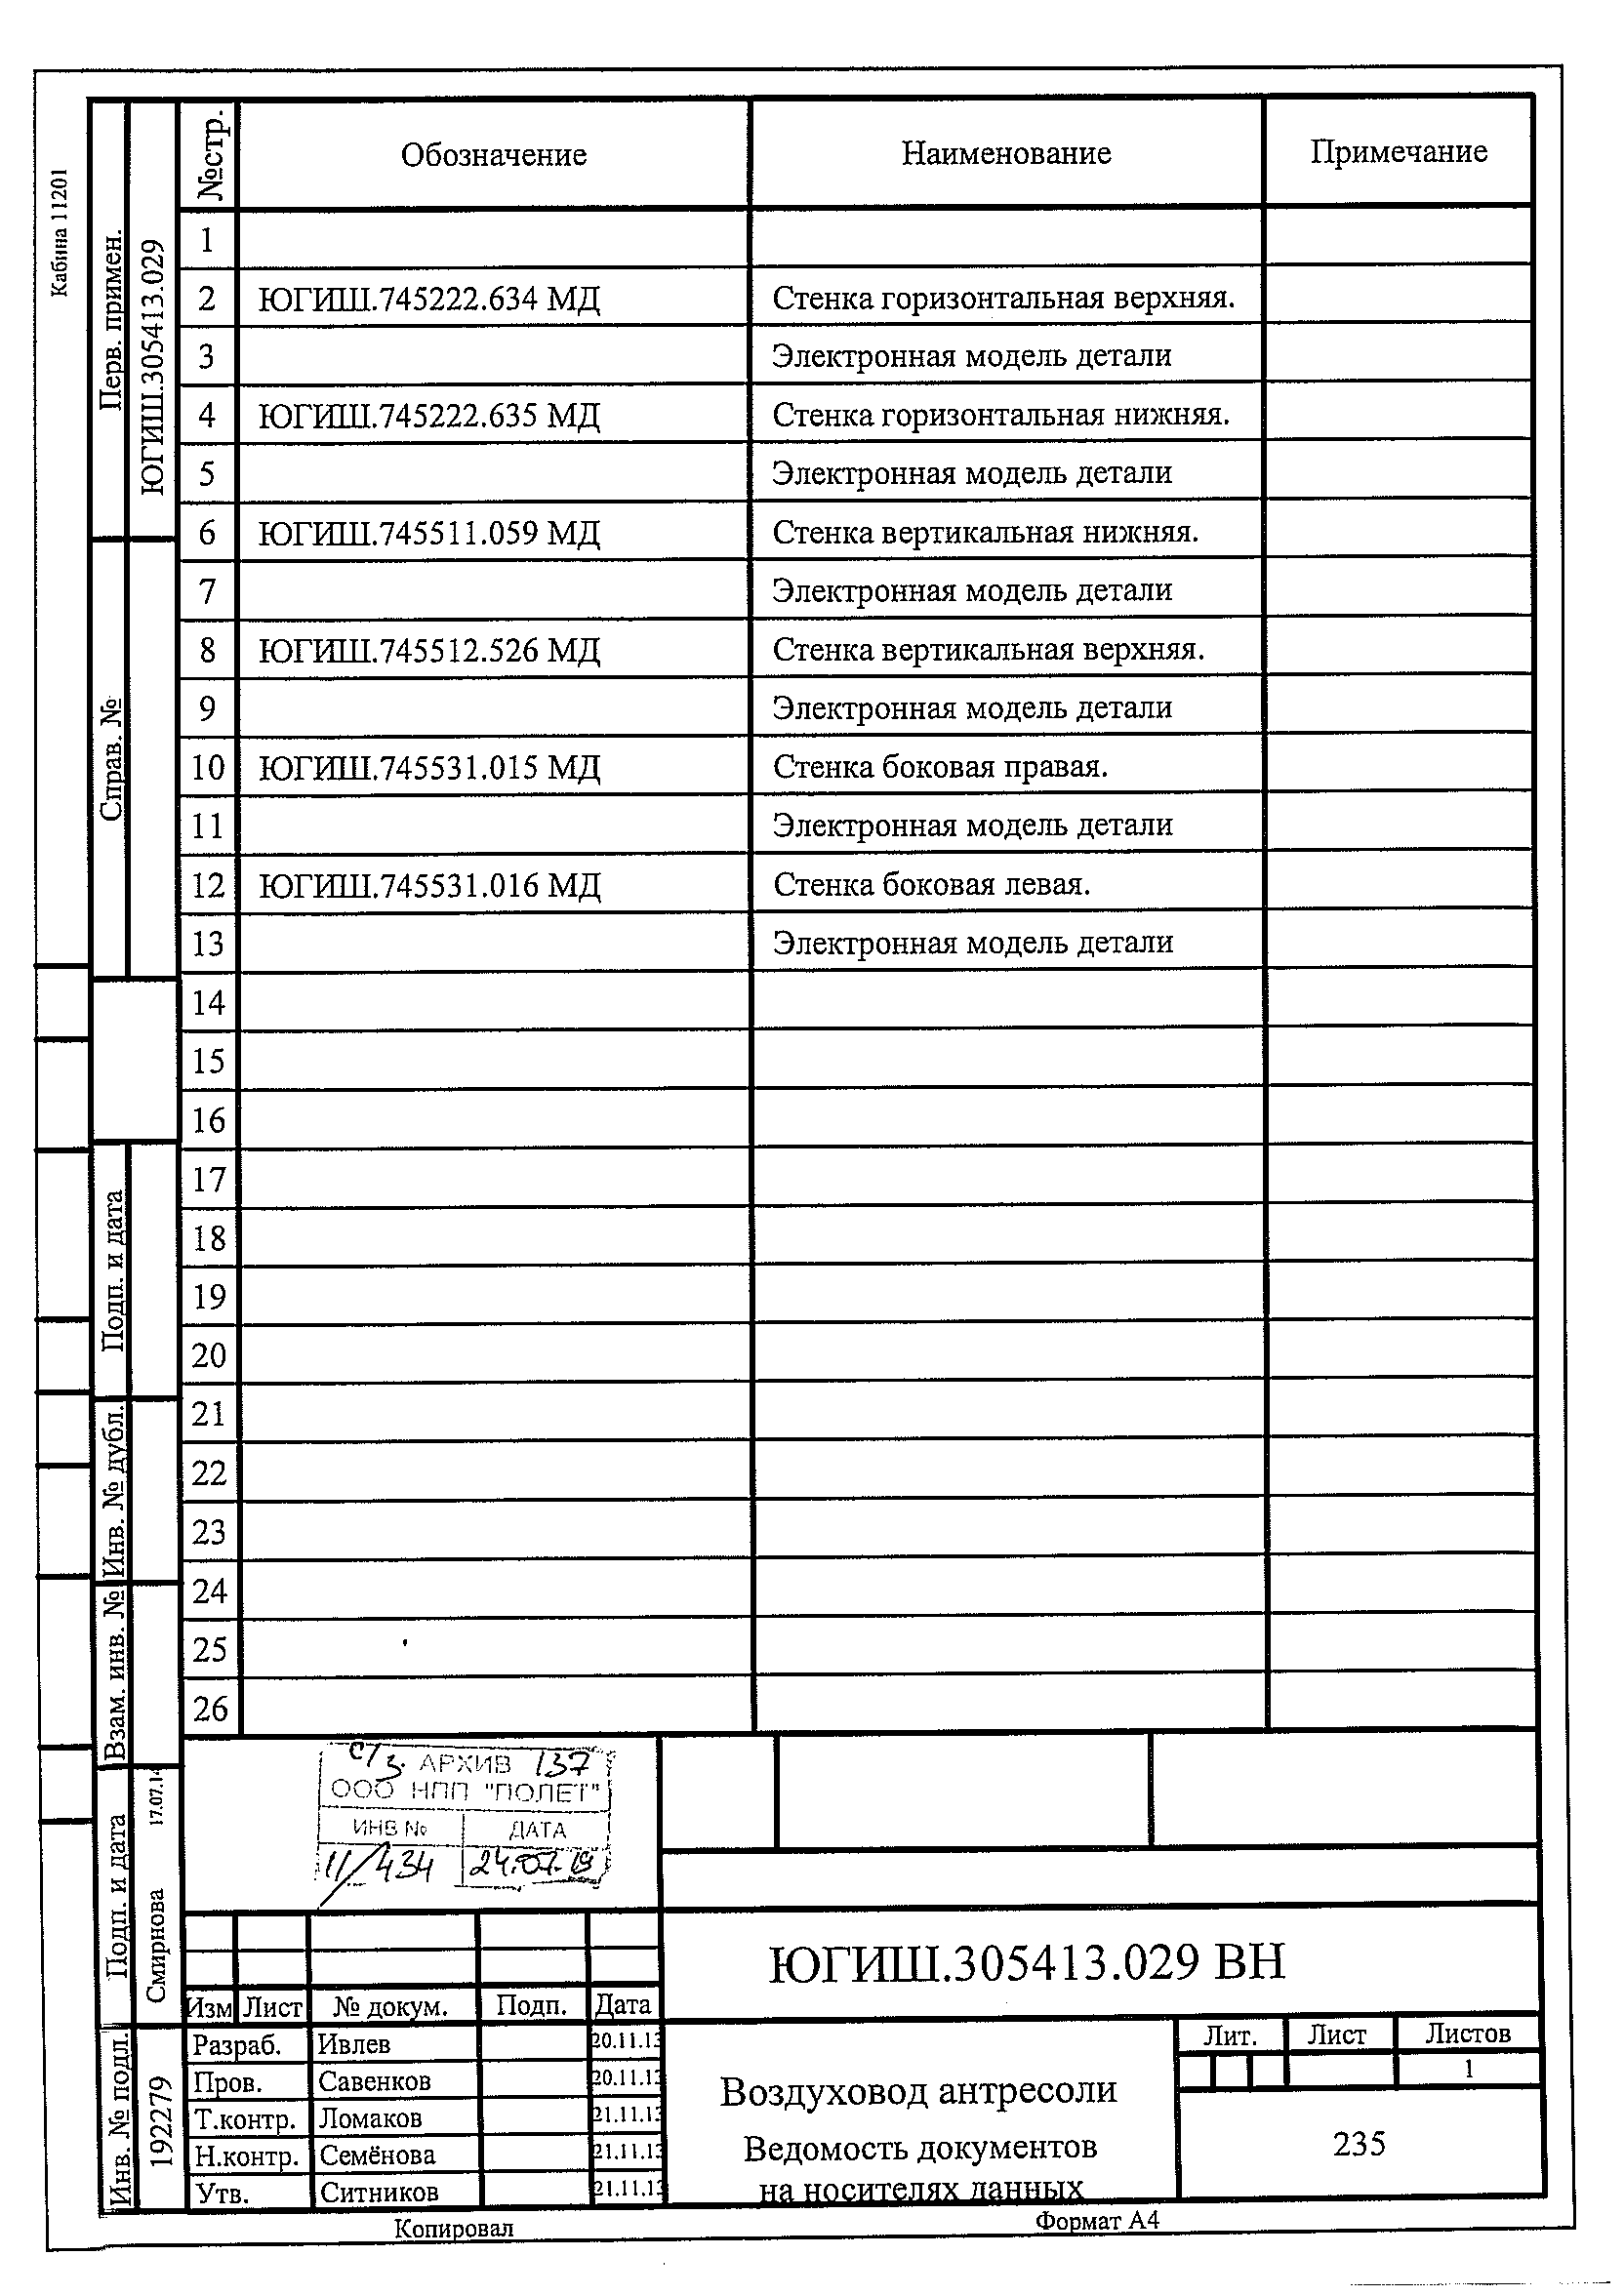 Кабина 11201
Перв. примен.
ЮГИШ.305413.029
Справ. №
Подп. и дата
Инв. № дубл.
Взам. инв. №
Подп. и дата
Смирнова 17.07.14
Инв. № подл.
192279
№стр. Обозначение Наименование Примечание
1
2 ЮГИШ.745222.634 МД Стенка горизонтальная верхняя.
3 Электронная модель детали
4 ЮГИШ.745222.635 МД Стенка горизонтальная нижняя.
5 Электронная модель детали
6 ЮГИШ.745511.059 МД Стенка вертикальная нижняя.
7 Электронная модель детали
8 ЮГИШ.745512.526 МД Стенка вертикальная верхняя.
9 Электронная модель детали
10 ЮГИШ.745531.015 МД Стенка боковая правая.
11 Электронная модель детали
12 ЮГИШ.745531.016 МД Стенка боковая левая.
13 Электронная модель детали
14
15
16
17
18
19
20
21
22
23
24
25
26
АРХИВ 137
ООО НПП "ПОЛЕТ"
ИНВ № ДАТА
11/434 24.07.19
ЮГИШ.305413.029 ВН
Изм Лист № докум. Подп. Дата
Разраб. Ивлев 20.11.13
Пров. Савенков 20.11.13
Т.контр. Ломаков 21.11.13
Н.контр. Семёнова 21.11.13
Утв. Ситников 21.11.13
Воздуховод антресоли
Ведомость документов
на носителях данных
Лит. Лист Листов
1
235
Копировал Формат А4